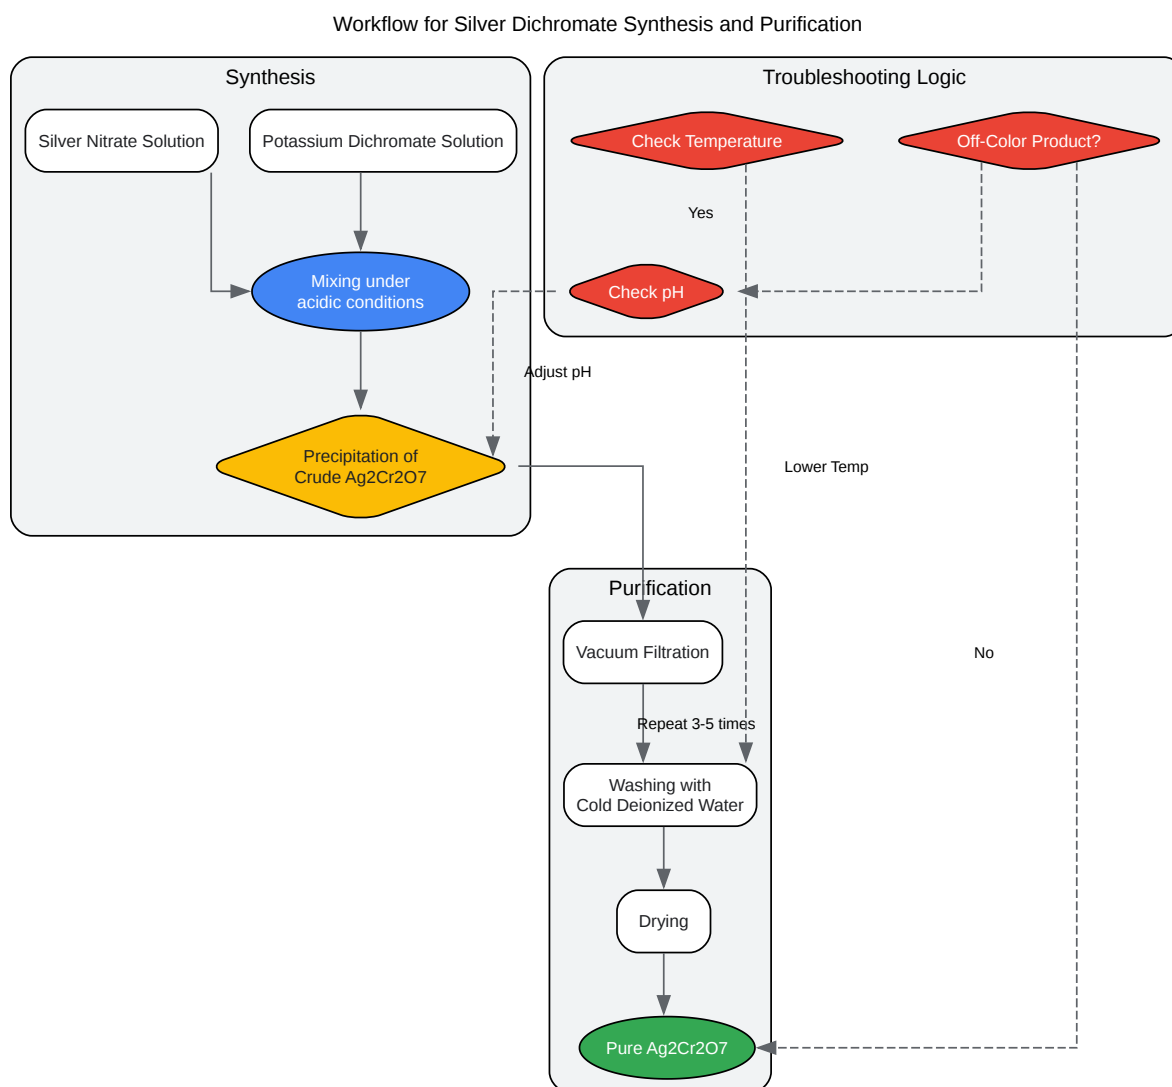 Workflow for Silver Dichromate Synthesis and Purification
Synthesis
Troubleshooting Logic
Silver Nitrate Solution
Potassium Dichromate Solution
Check Temperature
Off-Color Product?
Yes
Mixing under
acidic conditions
Check pH
Adjust pH
Precipitation of
Crude Ag2Cr2O7
Lower Temp
Purification
Vacuum Filtration
No
Repeat 3-5 times
Washing with
Cold Deionized Water
Drying
Pure Ag2Cr2O7